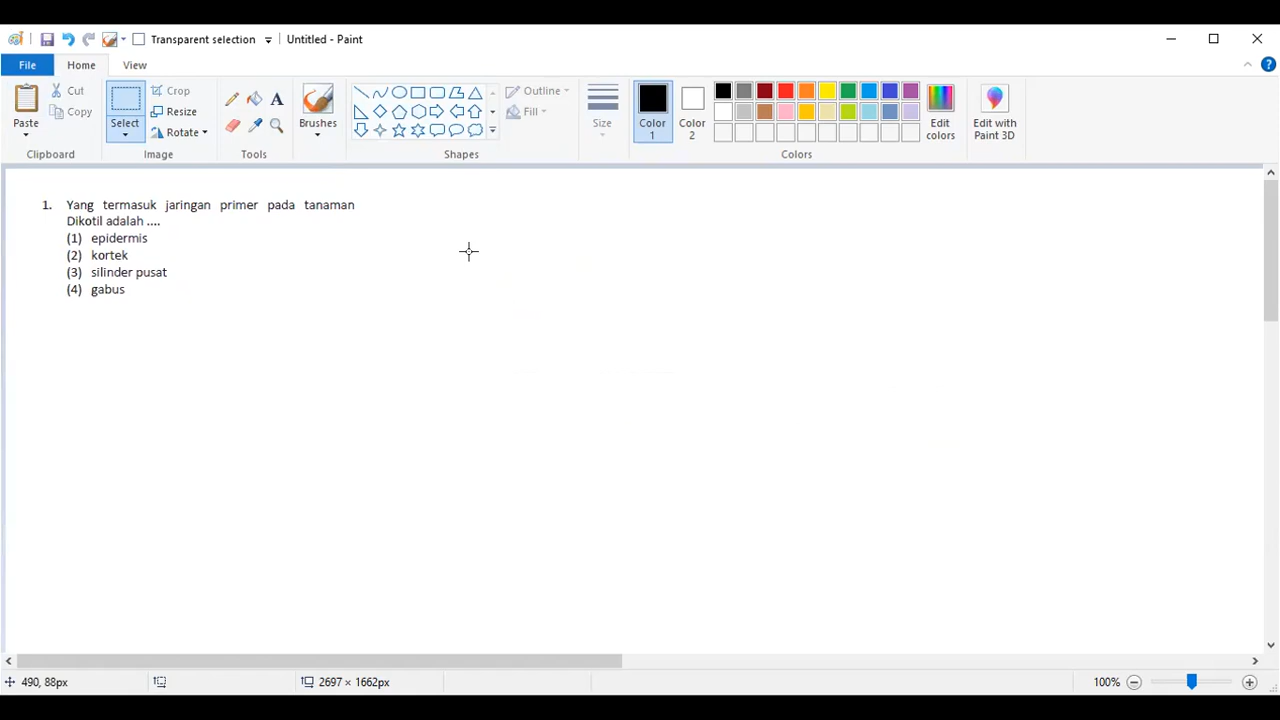 Transparent selection
Untitled - Paint
File
Home
View
Paste
Cut
Copy
Clipboard
Select
Crop
Resize
Rotate
Image
A
Tools
Brushes
Shapes
Outline
Fill
Size
Color 1
Color 2
Colors
Edit colors
Edit with Paint 3D
1. Yang termasuk jaringan primer pada tanaman
Dikotil adalah ....
(1) epidermis
(2) kortek
(3) silinder pusat
(4) gabus
490, 88px
2697 × 1662px
100%